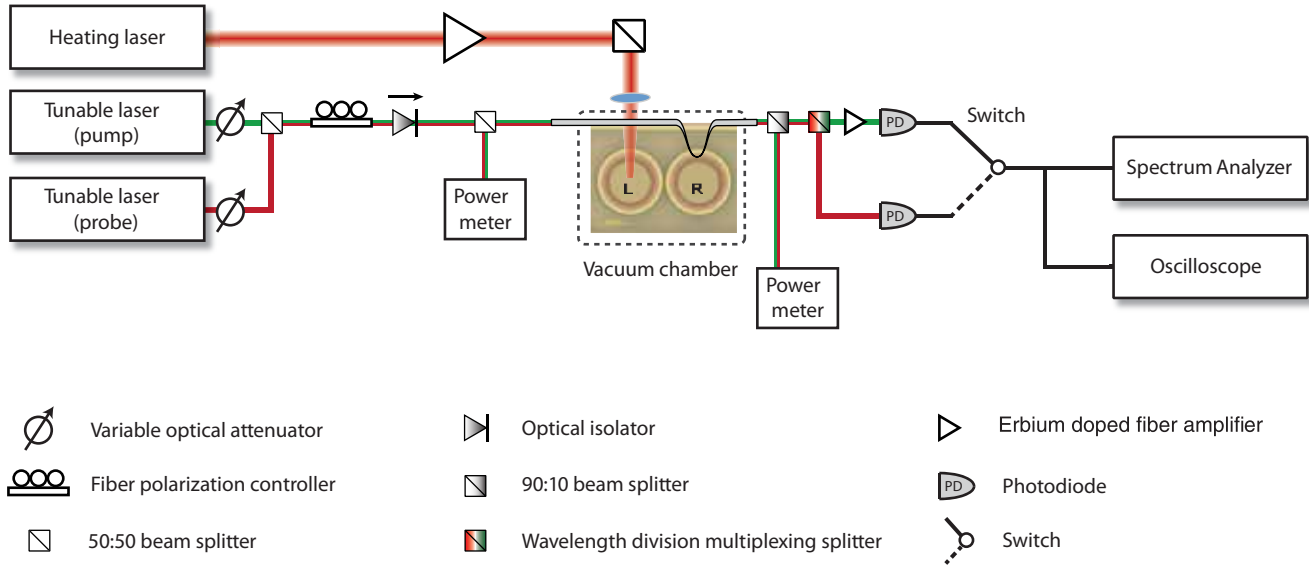 Heating laser
Tunable laser
(pump)
Tunable laser
(probe)
Power
meter
L
R
Vacuum chamber
Power
meter
PD
PD
Switch
Spectrum Analyzer
Oscilloscope
Variable optical attenuator
Optical isolator
Erbium doped fiber amplifier
Fiber polarization controller
90:10 beam splitter
PD
Photodiode
50:50 beam splitter
Wavelength division multiplexing splitter
Switch